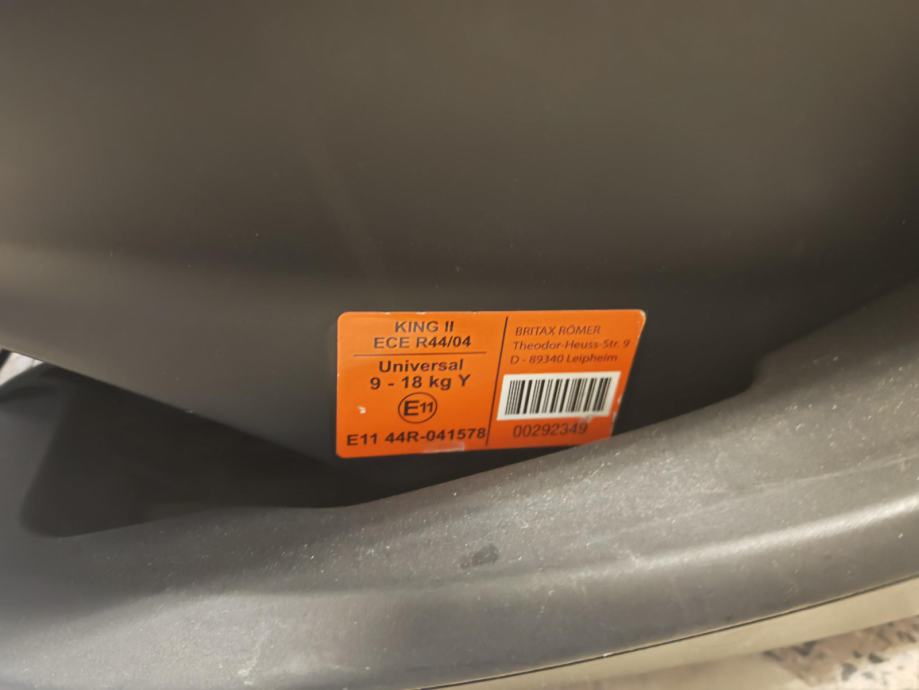 KING II
ECE R44/04
Universal
9 - 18 kg Y
E11
E11 44R-041578
BRITAX RÖMER
Theodor-Heuss-Str. 9
D - 89340 Leipheim
00292349